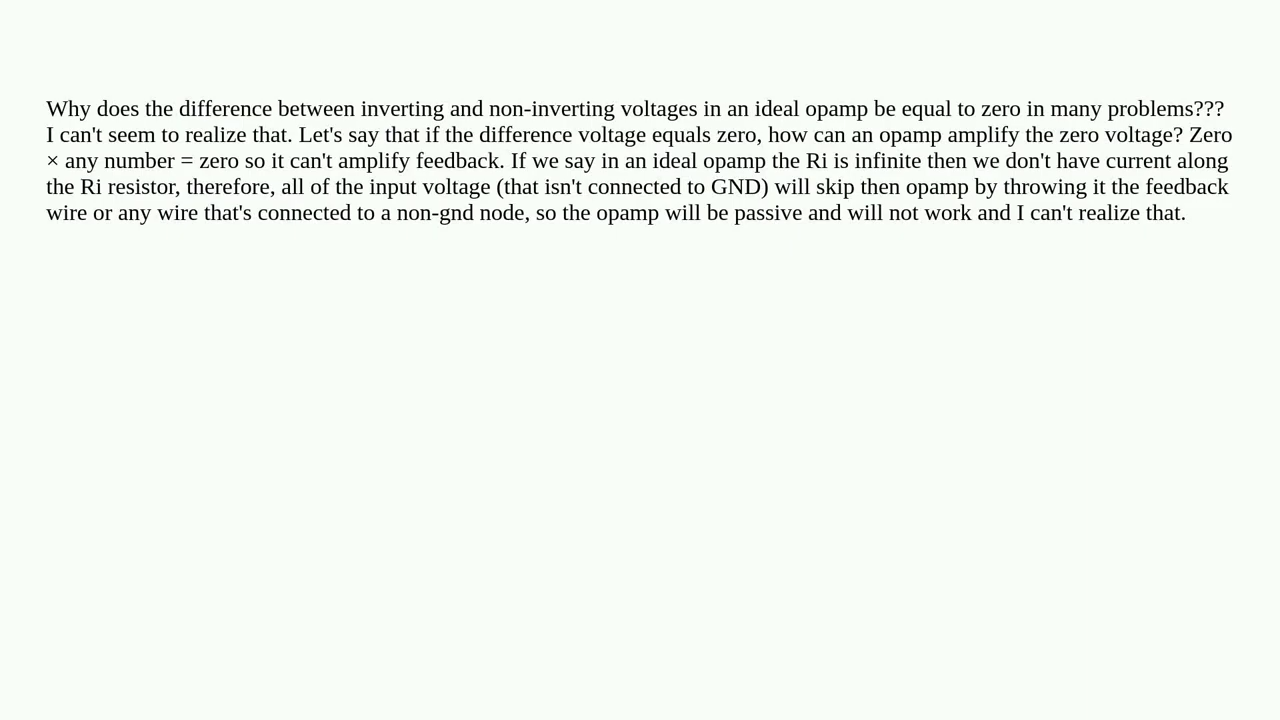 Why does the difference between inverting and non-inverting voltages in an ideal opamp be equal to zero in many problems???
I can't seem to realize that. Let's say that if the difference voltage equals zero, how can an opamp amplify the zero voltage? Zero
× any number = zero so it can't amplify feedback. If we say in an ideal opamp the Ri is infinite then we don't have current along
the Ri resistor, therefore, all of the input voltage (that isn't connected to GND) will skip then opamp by throwing it the feedback
wire or any wire that's connected to a non-gnd node, so the opamp will be passive and will not work and I can't realize that.